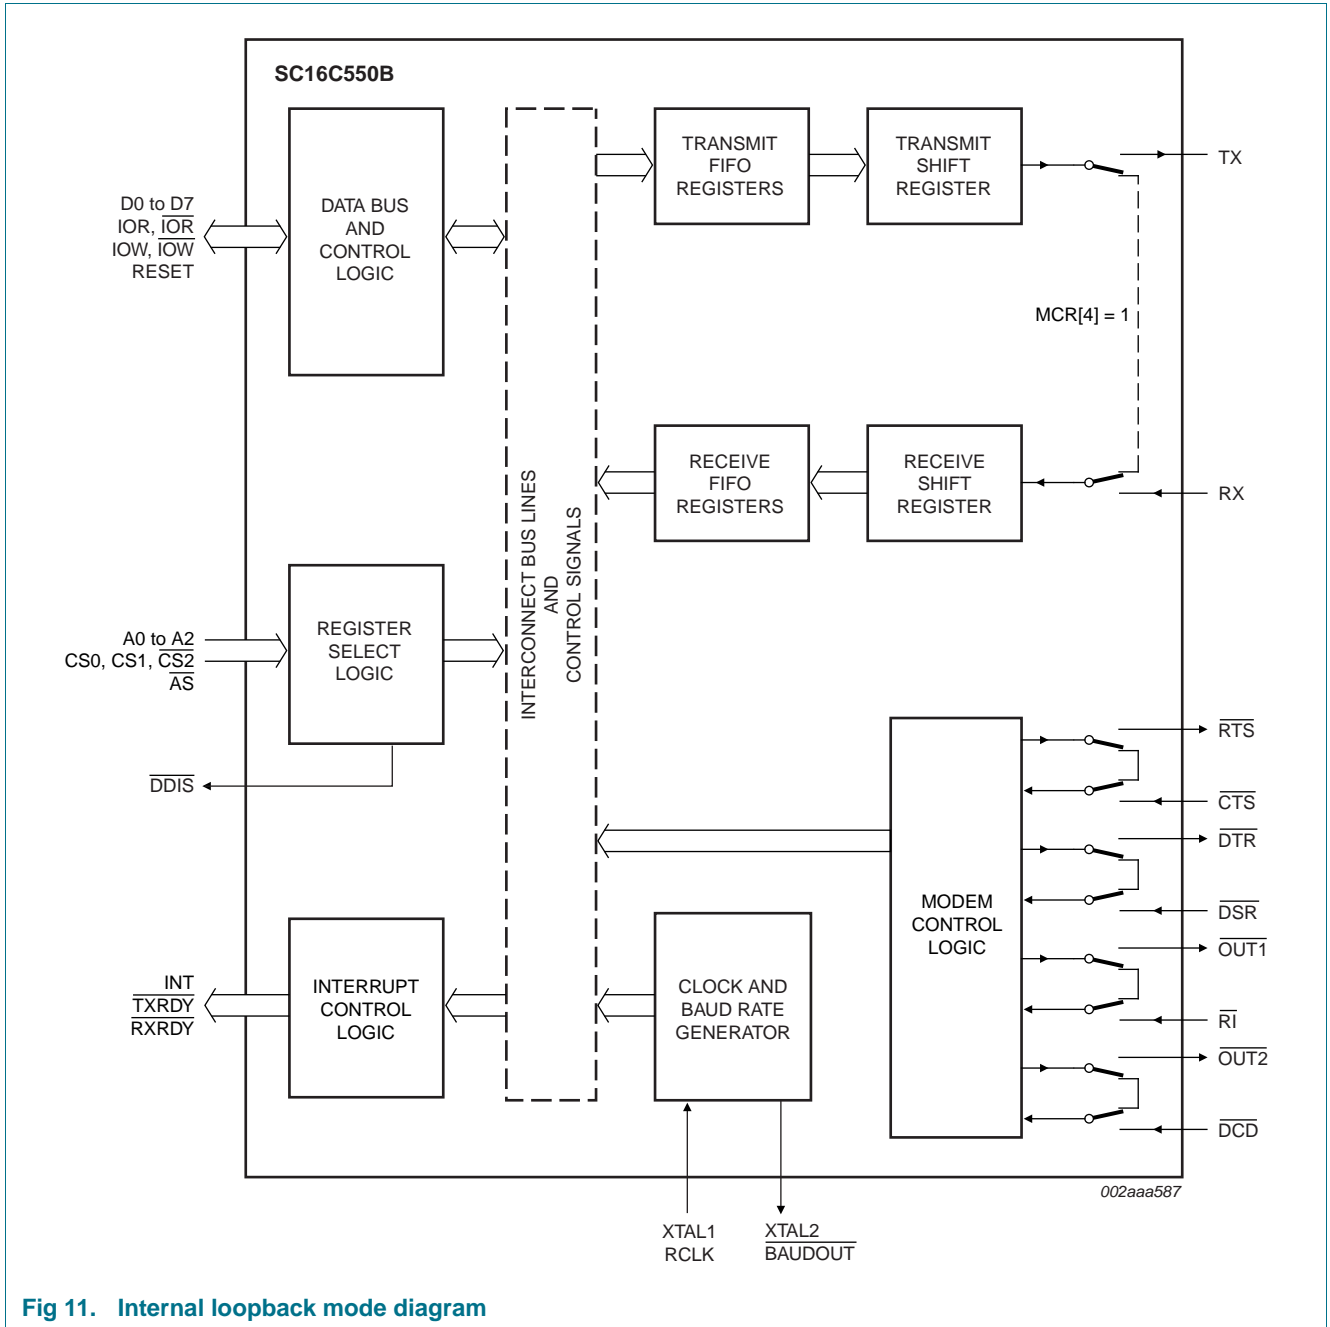 SC16C550B
D0 to D7
IOR, IOR
IOW, IOW
RESET
DATA BUS
AND
CONTROL
LOGIC
TRANSMIT
FIFO
REGISTERS
TRANSMIT
SHIFT
REGISTER
TX
MCR[4] = 1
INTERCONNECT BUS LINES
AND
CONTROL SIGNALS
RECEIVE
FIFO
REGISTERS
RECEIVE
SHIFT
REGISTER
RX
A0 to A2
CS0, CS1, CS2
AS
REGISTER
SELECT
LOGIC
DDIS
MODEM
CONTROL
LOGIC
RTS
CTS
DTR
DSR
OUT1
RI
OUT2
DCD
INT
TXRDY
RXRDY
INTERRUPT
CONTROL
LOGIC
CLOCK AND
BAUD RATE
GENERATOR
XTAL1
RCLK
XTAL2
BAUDOUT
002aaa587
Fig 11. Internal loopback mode diagram